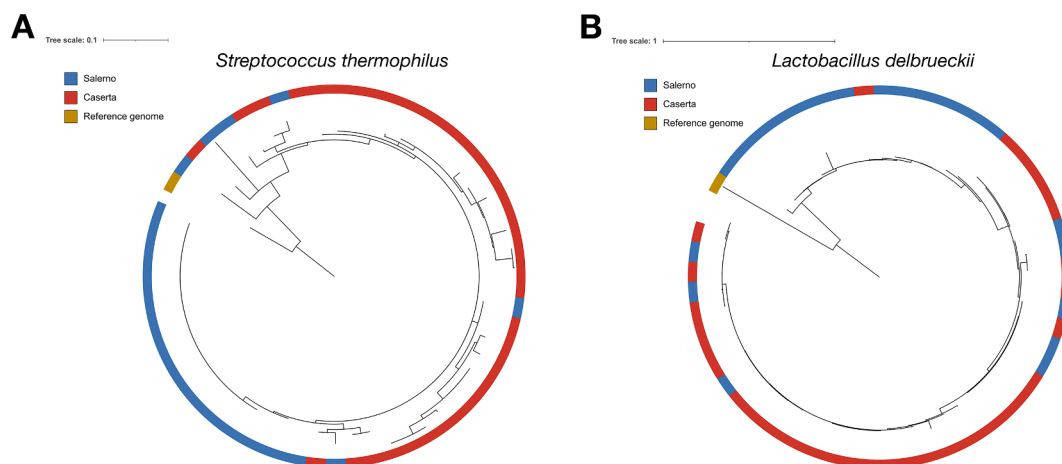 A
Tree scale: 0.1
Streptococcus thermophilus
Salerno
Caserta
Reference genome
B
Tree scale: 1
Lactobacillus delbrueckii
Salerno
Caserta
Reference genome